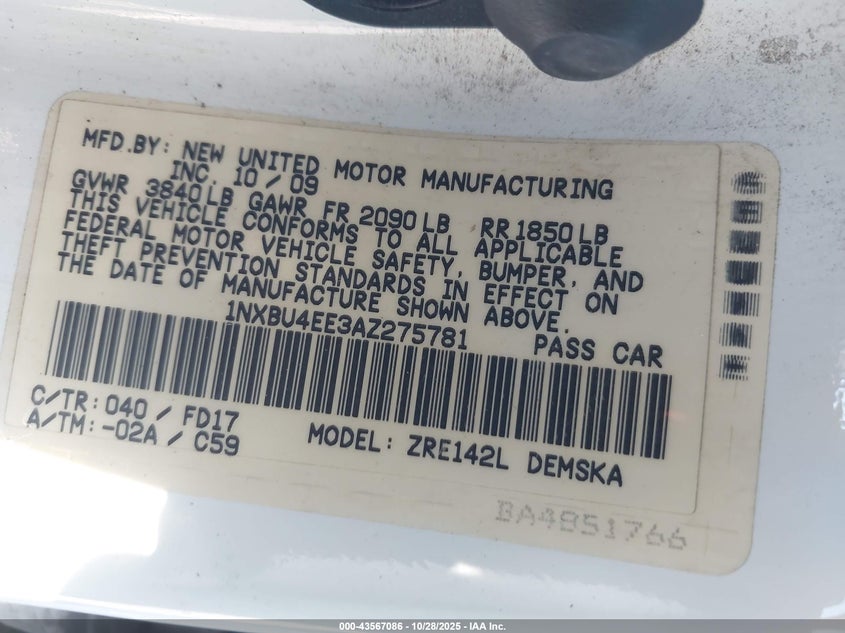 MFD.BY: NEW UNITED MOTOR MANUFACTURING
INC. 10 / 09
GVWR 3840LB GAWR FR 2090LB RR1850LB
THIS VEHICLE CONFORMS TO ALL APPLICABLE
FEDERAL MOTOR VEHICLE SAFETY, BUMPER, AND
THEFT PREVENTION STANDARDS IN EFFECT ON
THE DATE OF MANUFACTURE SHOWN ABOVE.
1NXBU4EE3AZ275781 PASS CAR
C/TR: 040 / FD17
A/TM: -02A / C59
MODEL: ZRE142L DEMSKA
BA4851766
000-43567086 - 10/28/2025 - IAA Inc.